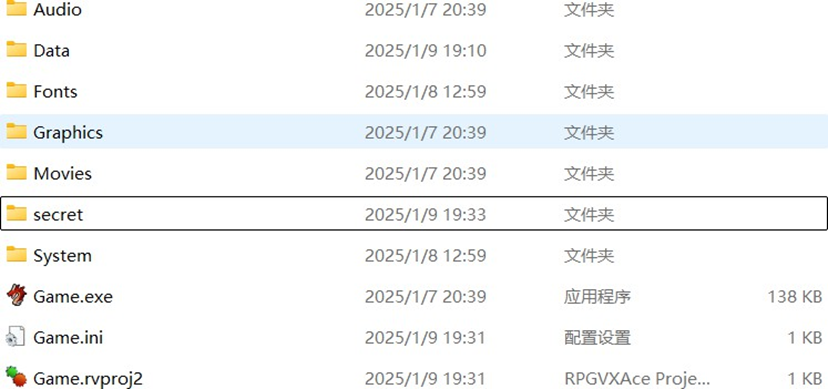 Audio 2025/1/7 20:39 文件夹
Data 2025/1/9 19:10 文件夹
Fonts 2025/1/8 12:59 文件夹
Graphics 2025/1/7 20:39 文件夹
Movies 2025/1/7 20:39 文件夹
secret 2025/1/9 19:33 文件夹
System 2025/1/8 12:59 文件夹
Game.exe 2025/1/7 20:39 应用程序 138 KB
Game.ini 2025/1/9 19:31 配置设置 1 KB
Game.rvproj2 2025/1/9 19:31 RPGVXAce Proje... 1 KB